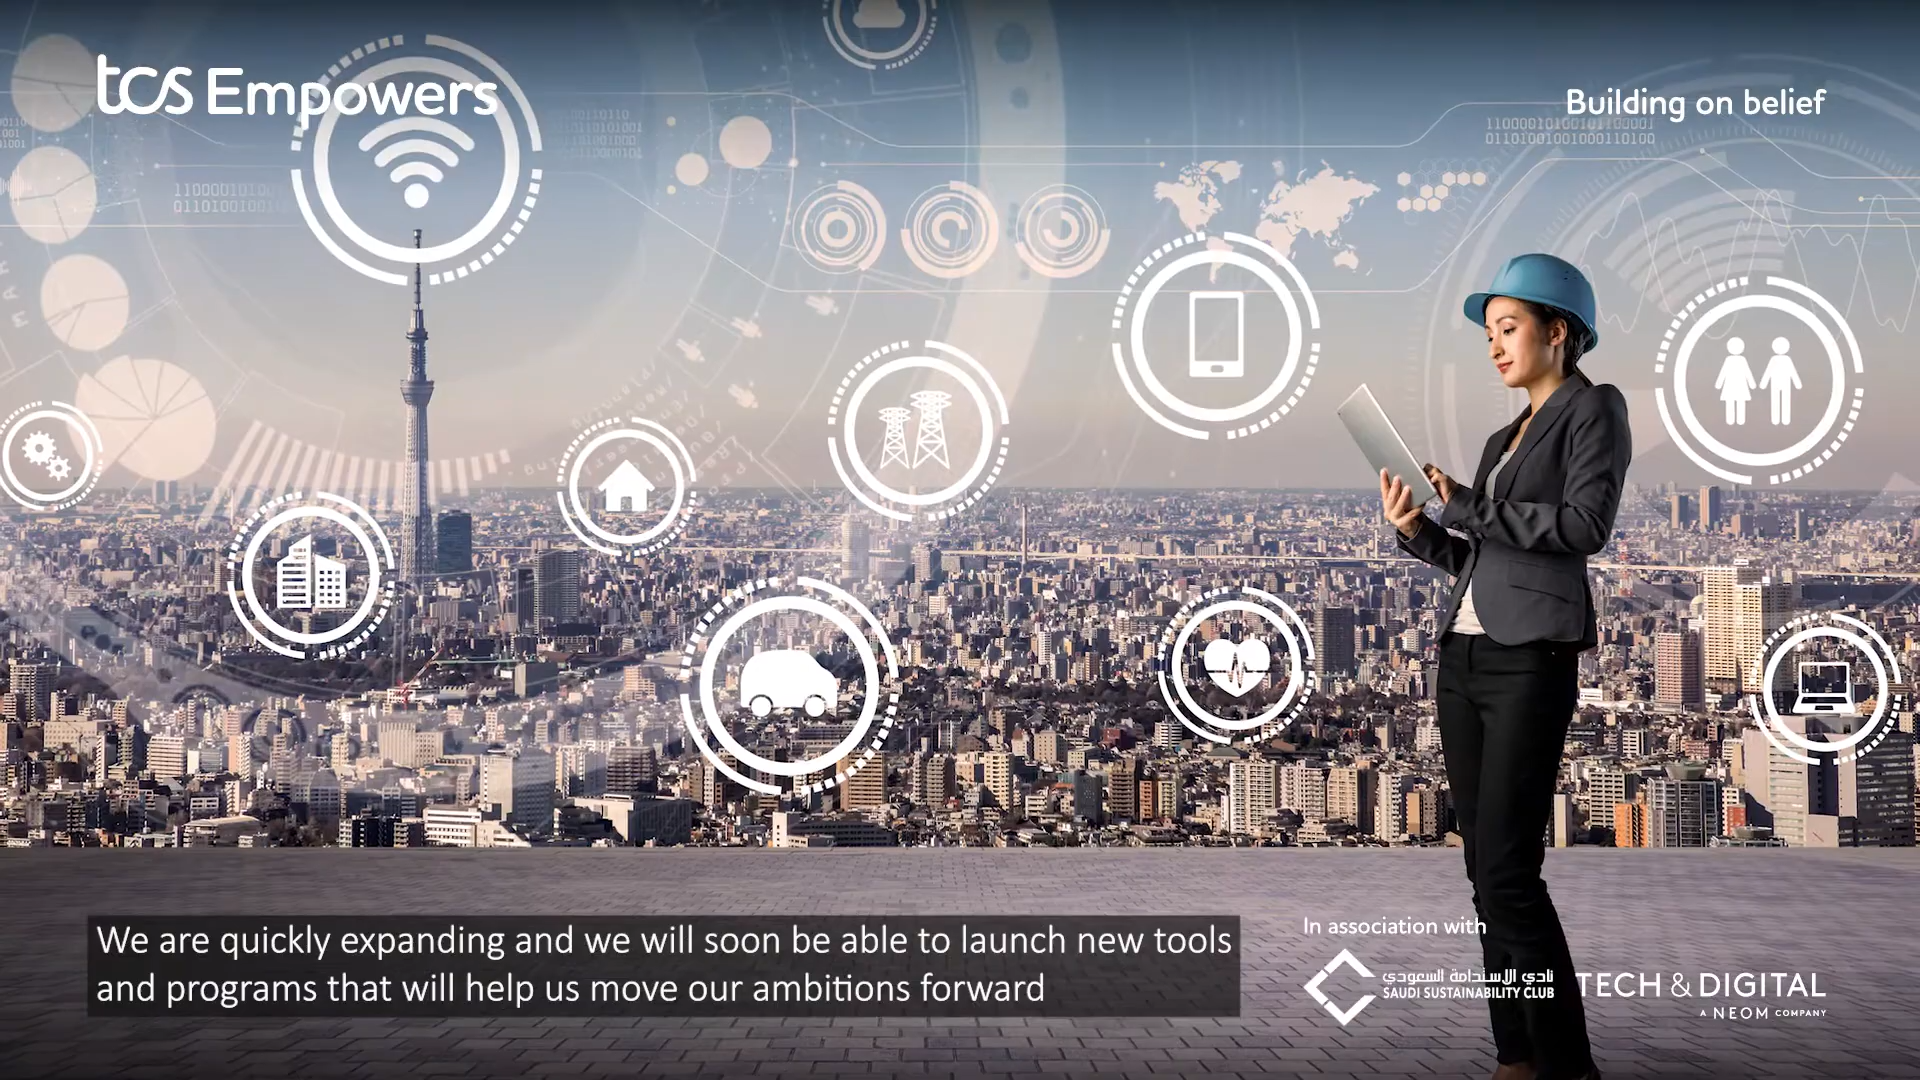 tcs Empowers
Building on belief
We are quickly expanding and we will soon be able to launch new tools
and programs that will help us move our ambitions forward
In association with
نادي الاستدامة السعودي
SAUDI SUSTAINABILITY CLUB
TECH & DIGITAL
A NEOM COMPANY